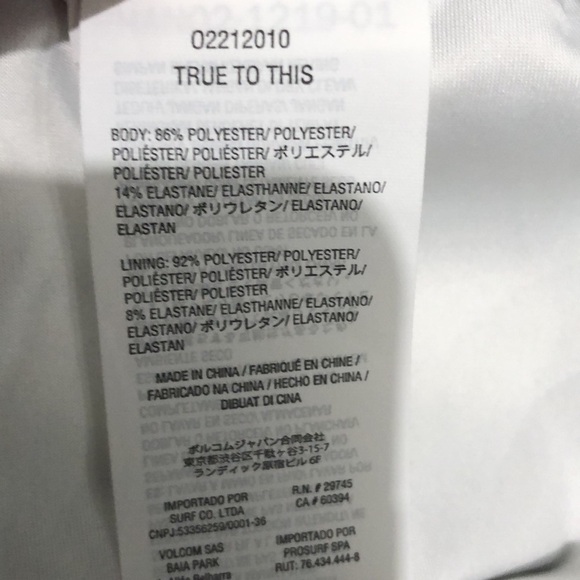 O2212010
TRUE TO THIS
BODY: 86% POLYESTER/ POLYESTER/
POLIÉSTER/ POLIÉSTER/ ポリエステル/
POLIÉSTER/ POLIESTER
14% ELASTANE/ ELASTHANNE/ ELASTANO/
ELASTANO/ ポリウレタン/ ELASTANO/
ELASTAN
LINING: 92% POLYESTER/ POLYESTER/
POLIÉSTER/ POLIÉSTER/ ポリエステル/
POLIÉSTER/ POLIESTER
8% ELASTANE/ ELASTHANNE/ ELASTANO/
ELASTANO/ ポリウレタン/ ELASTANO/
ELASTAN
MADE IN CHINA / FABRIQUÉ EN CHINE /
FABRICADO NA CHINA / HECHO EN CHINA /
DIBUAT DI CINA
ボルコムジャパン合同会社
東京都渋谷区千駄ヶ谷3-15-7
ランディック原宿ビル 6F
IMPORTADO POR
SURF CO. LTDA
CNPJ:53356259/0001-36
R.N. # 29745
CA # 60394
VOLCOM SAS
BAIA PARK
IMPORTADO POR
PROSURF SPA
RUT: 76.434.444-8